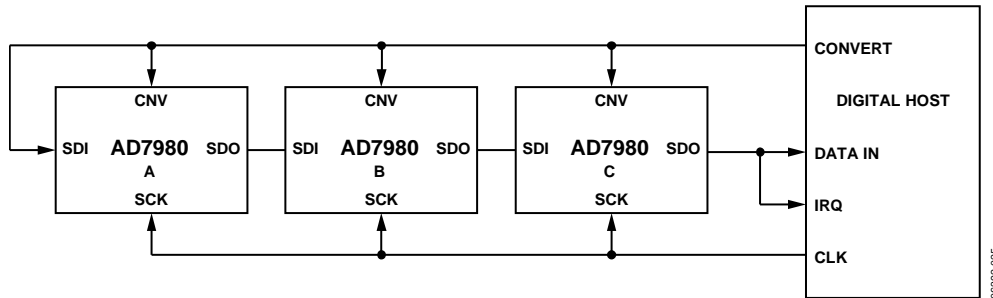 CONVERT
CNV CNV CNV
DIGITAL HOST
SDI AD7980 SDO SDI AD7980 SDO SDI AD7980 SDO DATA IN
A B C
SCK SCK SCK
IRQ
CLK